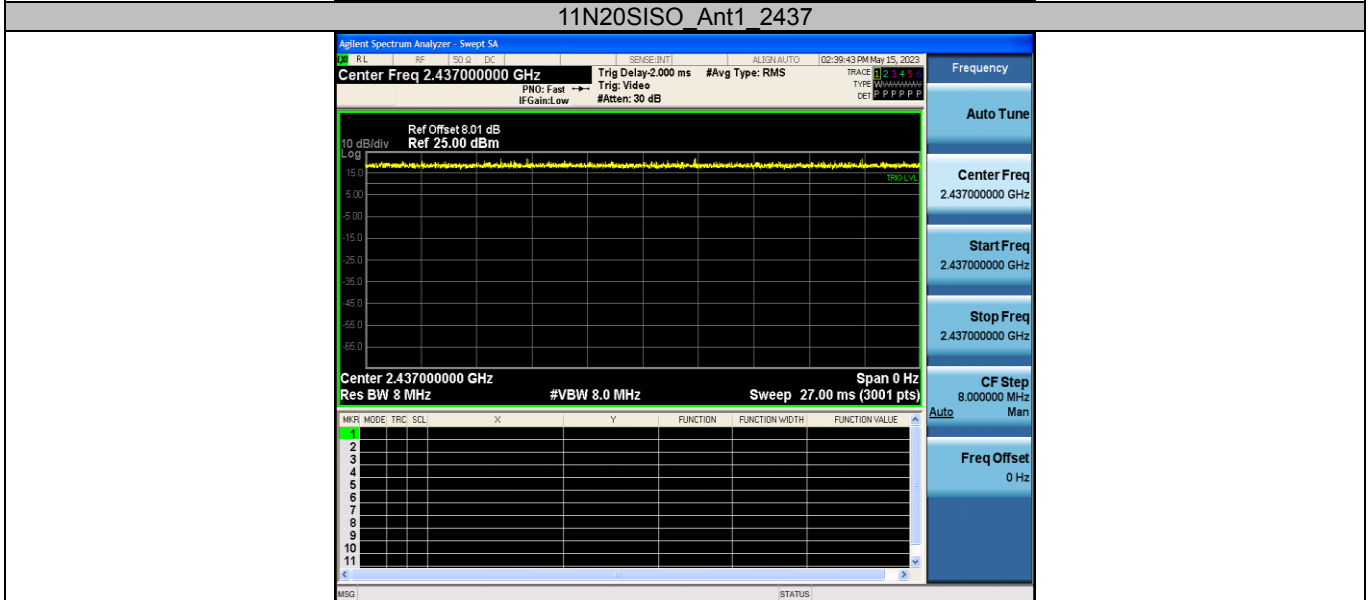 11N20SISO_Ant1_2437
Agilent Spectrum Analyzer - Swept SA
RL RF 50 Ω DC SENSE:INT ALIGN AUTO 02:39:43 PM May 15, 2023
Center Freq 2.437000000 GHz
PNO: Fast
IFGain:Low
Trig Delay-2.000 ms
Trig: Video
#Atten: 30 dB
#Avg Type: RMS
TRACE 1 2 3 4 5 6
TYPE
DET P P P P P P
Ref Offset 8.01 dB
10 dB/div Ref 25.00 dBm
Log
15.0
TRIG LVL
5.00
-5.00
-15.0
-25.0
-35.0
-45.0
-55.0
-65.0
Center 2.437000000 GHz Span 0 Hz
Res BW 8 MHz #VBW 8.0 MHz Sweep 27.00 ms (3001 pts)
MKR MODE TRC SCL X Y FUNCTION FUNCTION WIDTH FUNCTION VALUE
1
2
3
4
5
6
7
8
9
10
11
MSG STATUS
Frequency
Auto Tune
Center Freq
2.437000000 GHz
Start Freq
2.437000000 GHz
Stop Freq
2.437000000 GHz
CF Step
8.000000 MHz
Auto Man
Freq Offset
0 Hz